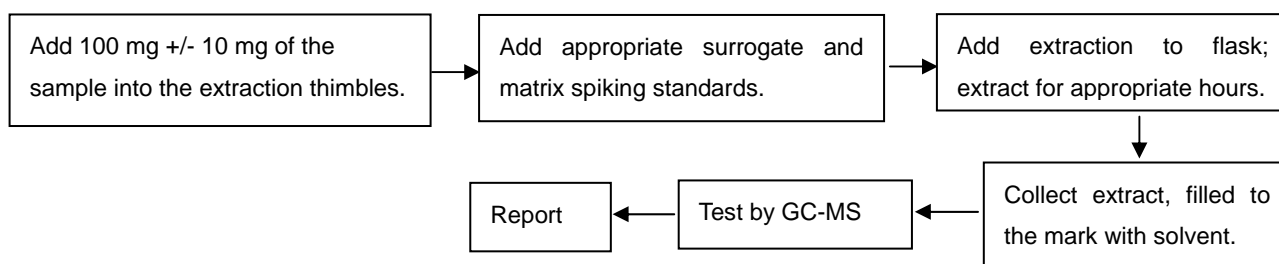 Add 100 mg +/- 10 mg of the
sample into the extraction thimbles.
Add appropriate surrogate and
matrix spiking standards.
Add extraction to flask;
extract for appropriate hours.
Collect extract, filled to
the mark with solvent.
Test by GC-MS
Report